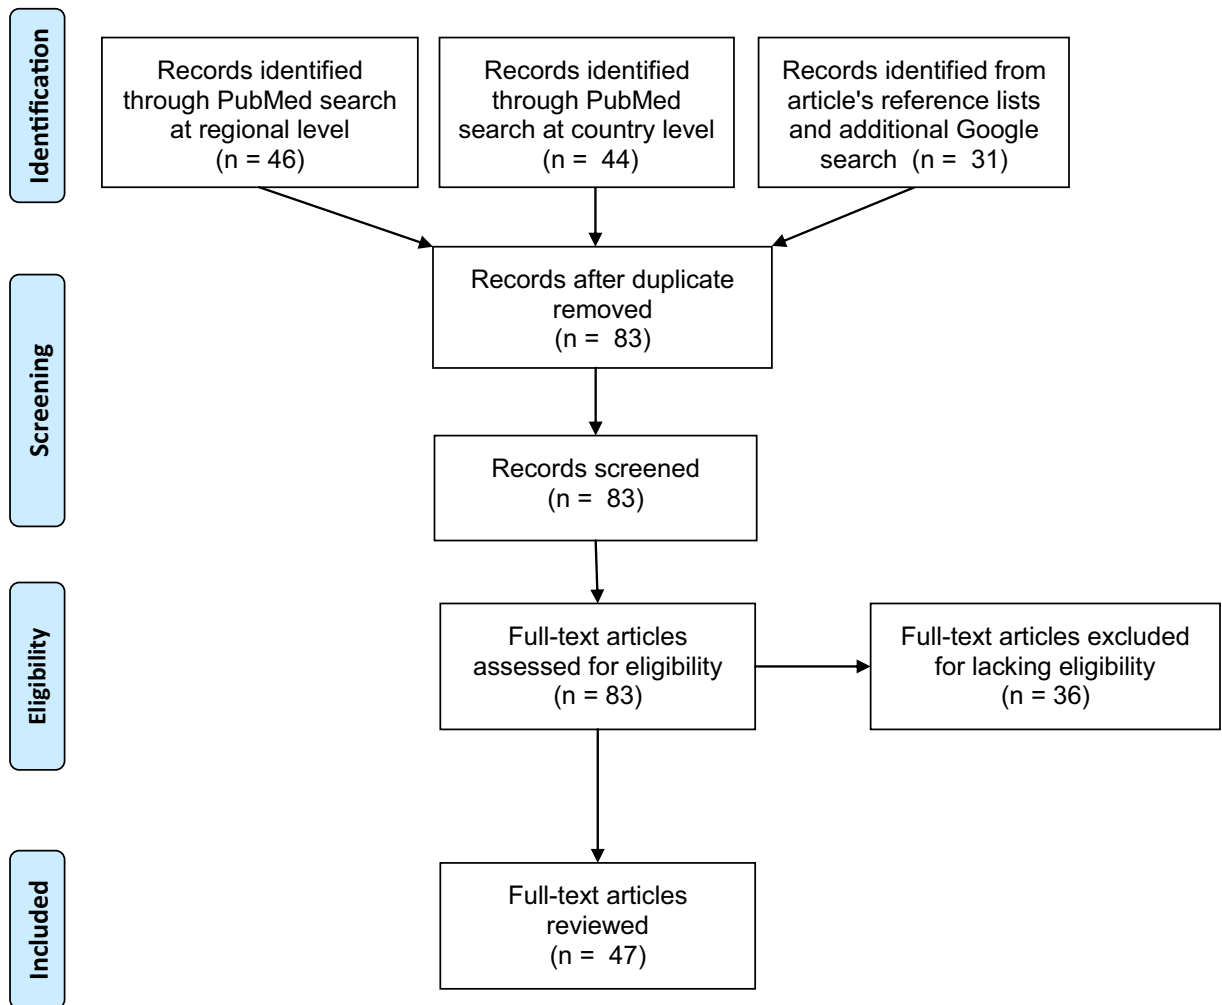 Identification
Records identified
through PubMed search
at regional level
(n = 46)
Records identified
through PubMed
search at country level
(n =  44)
Records identified from
article's reference lists
and additional Google
search  (n =  31)
Screening
Records after duplicate
removed
(n =  83)
Records screened
(n =  83)
Eligibility
Full-text articles
assessed for eligibility
(n = 83)
Full-text articles excluded
for lacking eligibility
(n = 36)
Included
Full-text articles
reviewed
(n =  47)